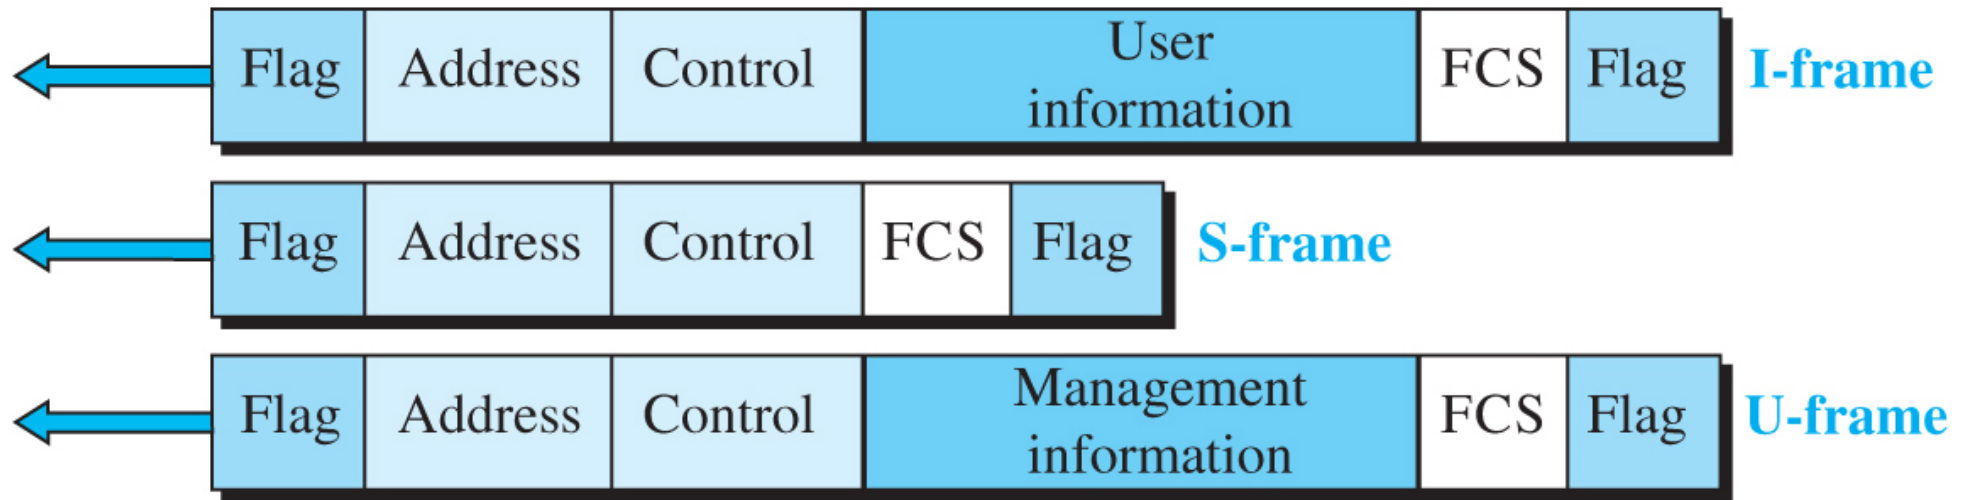 Flag Address Control User information FCS Flag I-frame
Flag Address Control FCS Flag S-frame
Flag Address Control Management information FCS Flag U-frame